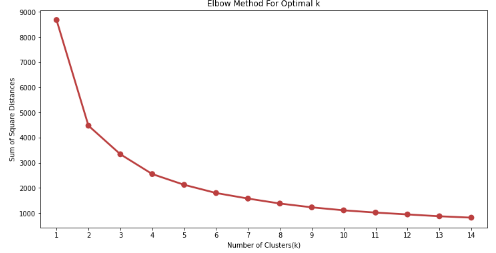 Elbow Method For Optimal k
9000
8000
7000
6000
5000
4000
3000
2000
1000
Sum of Square Distances
1 2 3 4 5 6 7 8 9 10 11 12 13 14
Number of Clusters(k)